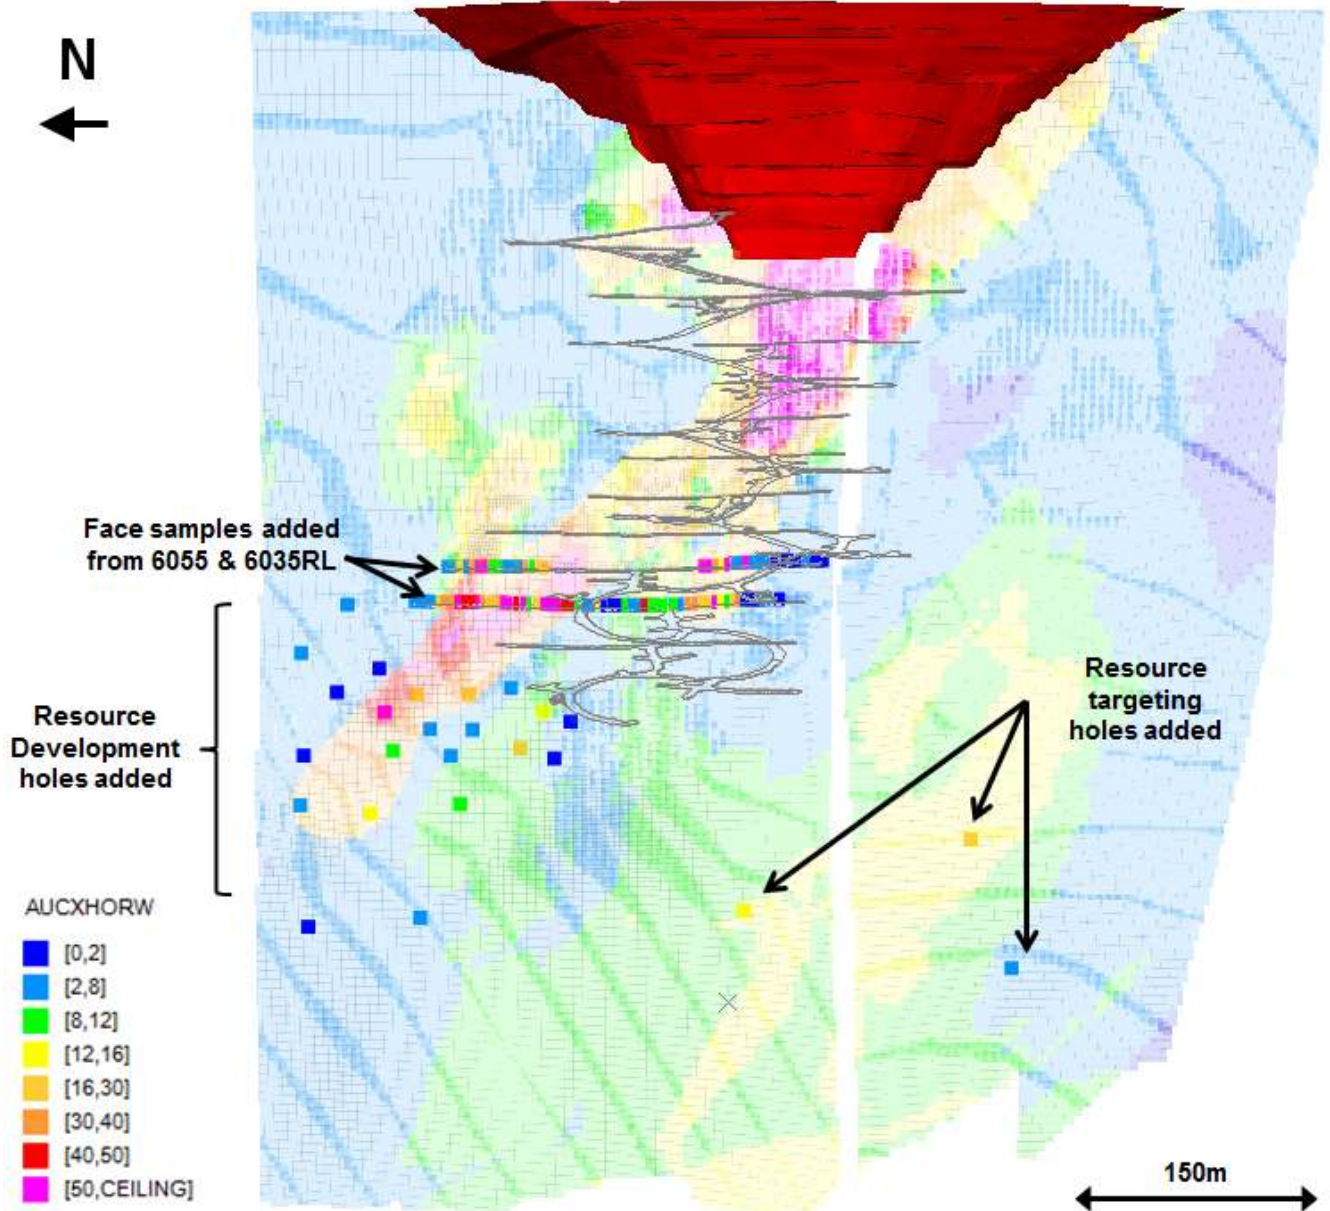 N
Face samples added
from 6055 & 6035RL
Resource
Development
holes added
Resource
targeting
holes added
AUCXHORW
[0,2]
[2,8]
[8,12]
[12,16]
[16,30]
[30,40]
[40,50]
[50,CEILING]
150m